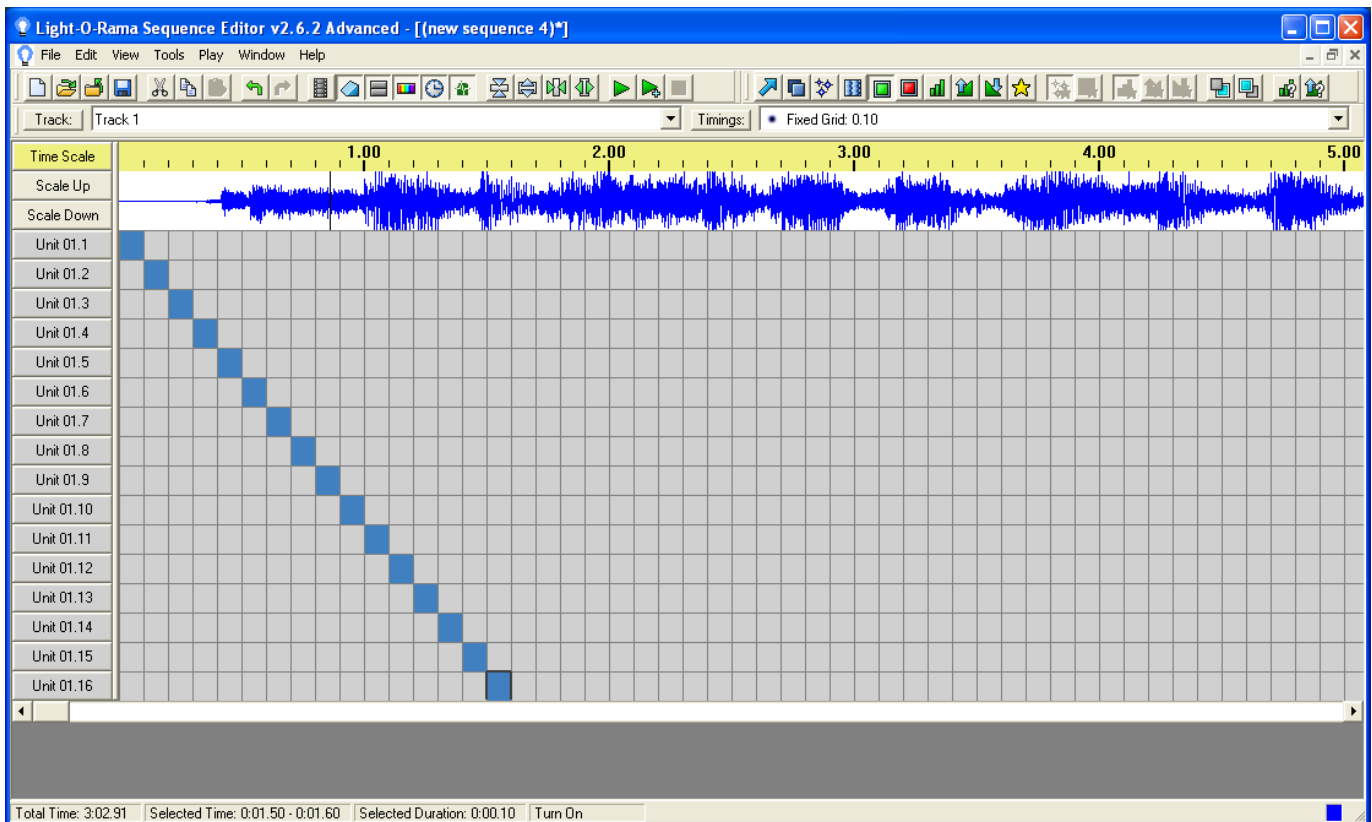 Light-O-Rama Sequence Editor v2.6.2 Advanced - [(new sequence 4)*]
File Edit View Tools Play Window Help
Track: Track 1 Timings: Fixed Grid: 0.10
Time Scale 1.00 2.00 3.00 4.00 5.00
Scale Up
Scale Down
Unit 01.1
Unit 01.2
Unit 01.3
Unit 01.4
Unit 01.5
Unit 01.6
Unit 01.7
Unit 01.8
Unit 01.9
Unit 01.10
Unit 01.11
Unit 01.12
Unit 01.13
Unit 01.14
Unit 01.15
Unit 01.16
Total Time: 3:02.91 Selected Time: 0:01.50 - 0:01.60 Selected Duration: 0:00.10 Turn On